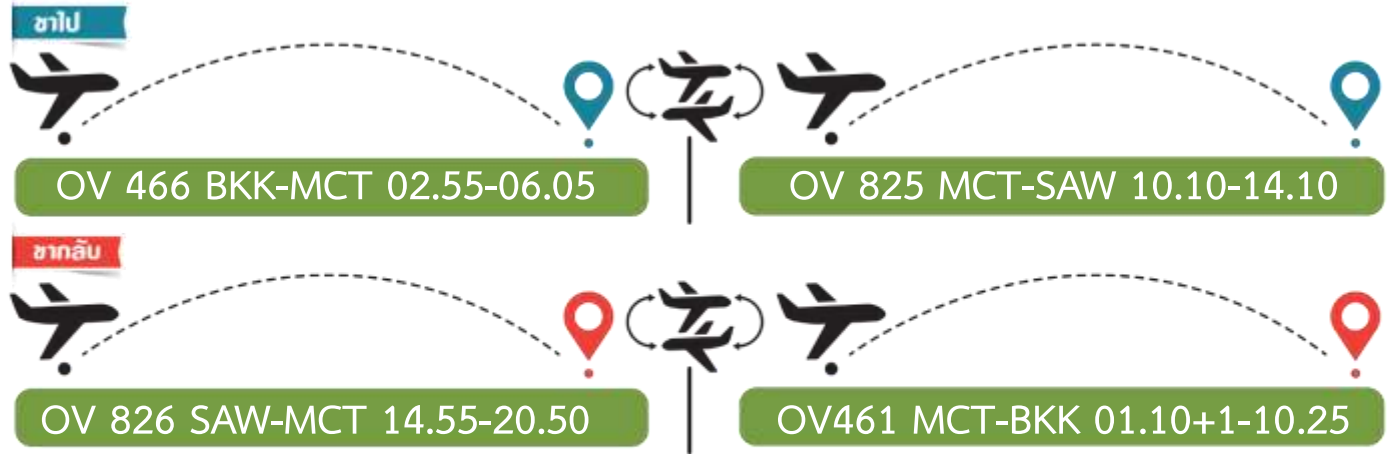 ขาไป
OV 466 BKK-MCT 02.55-06.05
OV 825 MCT-SAW 10.10-14.10
ขากลับ
OV 826 SAW-MCT 14.55-20.50
OV461 MCT-BKK 01.10+1-10.25